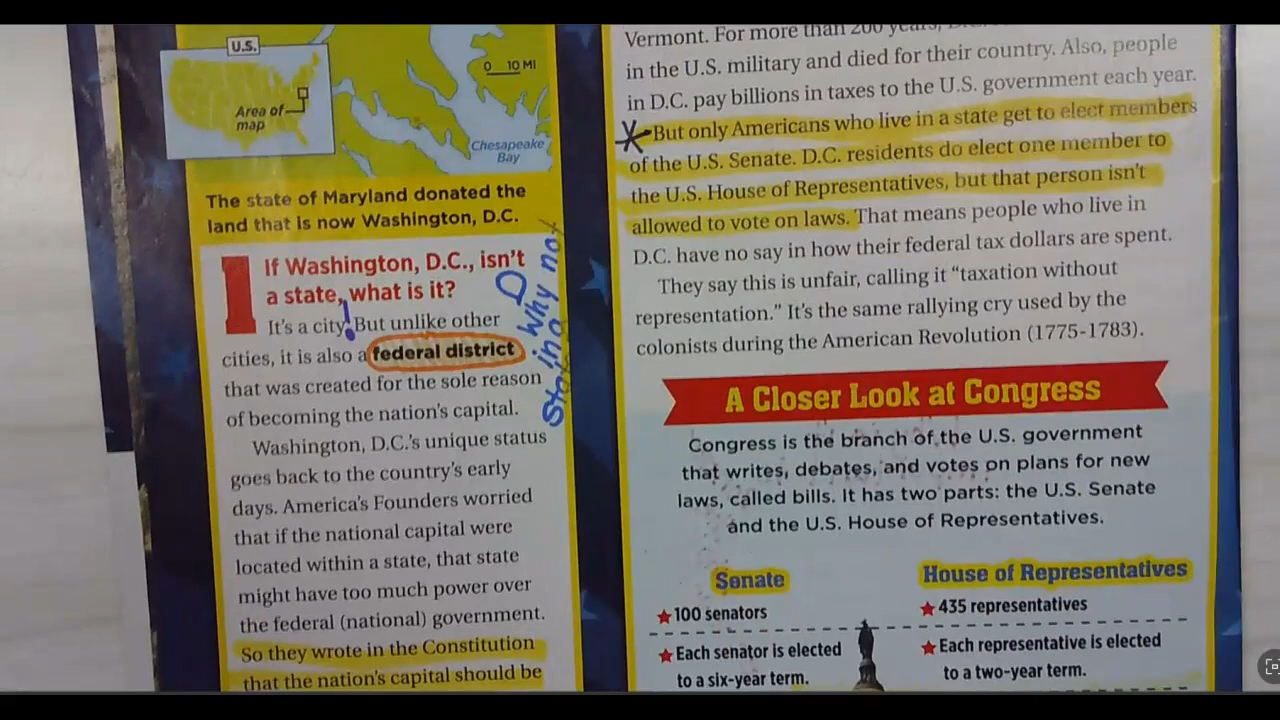 U.S.
Area of
map
0 10 MI
Chesapeake
Bay
The state of Maryland donated the
land that is now Washington, D.C.
If Washington, D.C., isn't
a state, what is it?
It's a city. But unlike other
cities, it is also a federal district
that was created for the sole reason
of becoming the nation's capital.
Washington, D.C.'s unique status
goes back to the country's early
days. America's Founders worried
that if the national capital were
located within a state, that state
might have too much power over
the federal (national) government.
So they wrote in the Constitution
that the nation's capital should be
why not
in a
Vermont. For more than 200 years,
in the U.S. military and died for their country. Also, people
in D.C. pay billions in taxes to the U.S. government each year.
But only Americans who live in a state get to elect members
of the U.S. Senate. D.C. residents do elect one member to
the U.S. House of Representatives, but that person isn't
allowed to vote on laws. That means people who live in
D.C. have no say in how their federal tax dollars are spent.
They say this is unfair, calling it “taxation without
representation.” It's the same rallying cry used by the
colonists during the American Revolution (1775-1783).
A Closer Look at Congress
Congress is the branch of the U.S. government
that writes, debates, and votes on plans for new
laws, called bills. It has two parts: the U.S. Senate
and the U.S. House of Representatives.
Senate
★ 100 senators
★ Each senator is elected
to a six-year term.
House of Representatives
★ 435 representatives
★ Each representative is elected
to a two-year term.